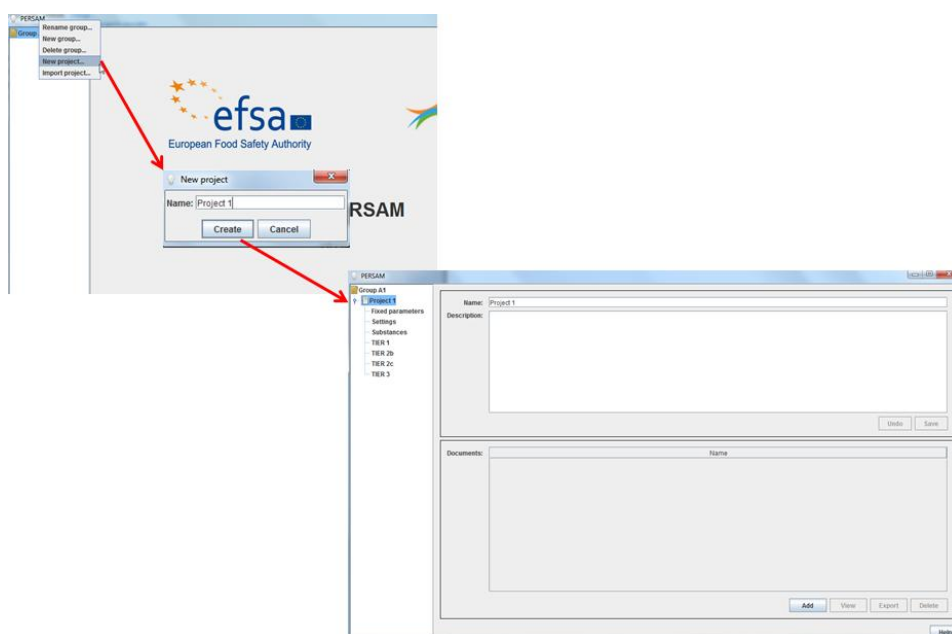 PERSAM
Group
Rename group...
New group...
Delete group...
New project...
Import project...
efsa
European Food Safety Authority
New project
Name: Project 1
Create Cancel
RSAM
PERSAM
Group A1
Project 1
Fixed parameters
Settings
Substances
TIER 1
TIER 2b
TIER 2c
TIER 3
Name: Project 1
Description:
Undo Save
Documents: Name
Add View Export Delete
Help